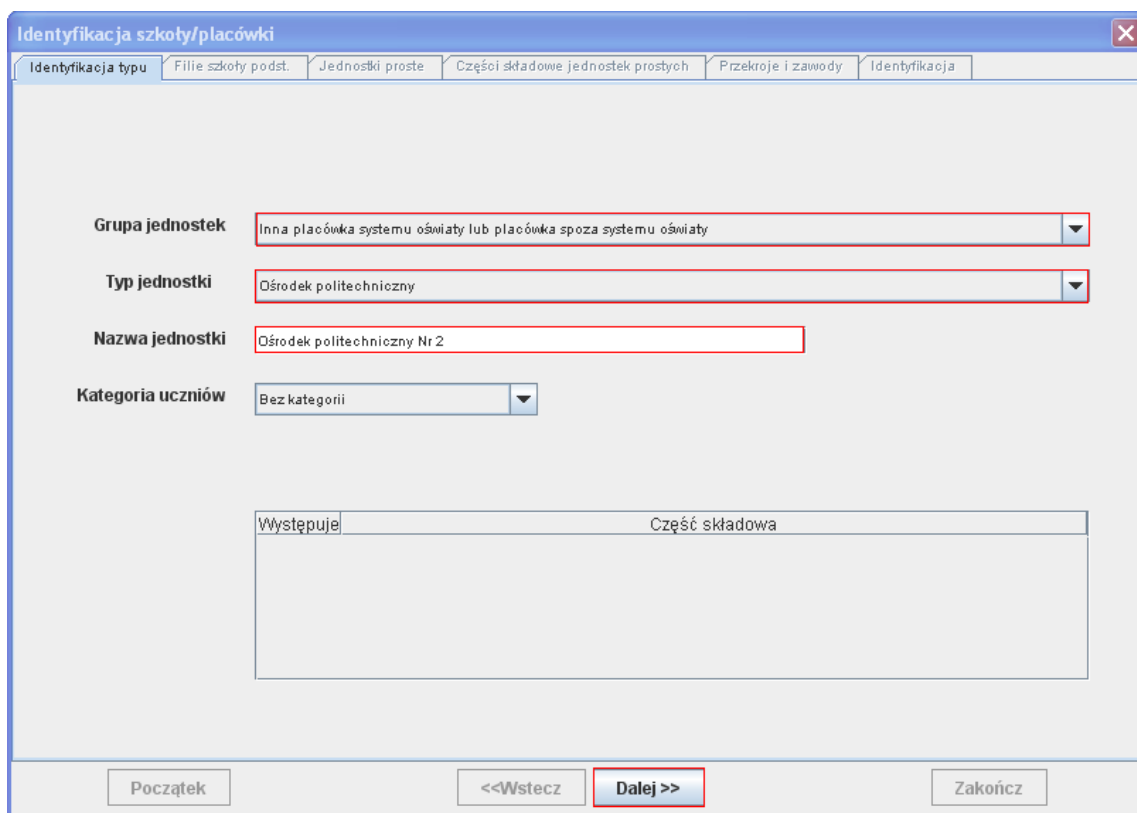 Identyfikacja szkoły/placówki
Identyfikacja typu Filie szkoły podst. Jednostki proste Części składowe jednostek prostych Przekroje i zawody Identyfikacja
Grupa jednostek Inna placówka systemu oświaty lub placówka spoza systemu oświaty
Typ jednostki Ośrodek politechniczny
Nazwa jednostki Ośrodek politechniczny Nr 2
Kategoria uczniów Bez kategorii
Występuje Część składowa
Początek <<Wstecz Dalej >> Zakończ